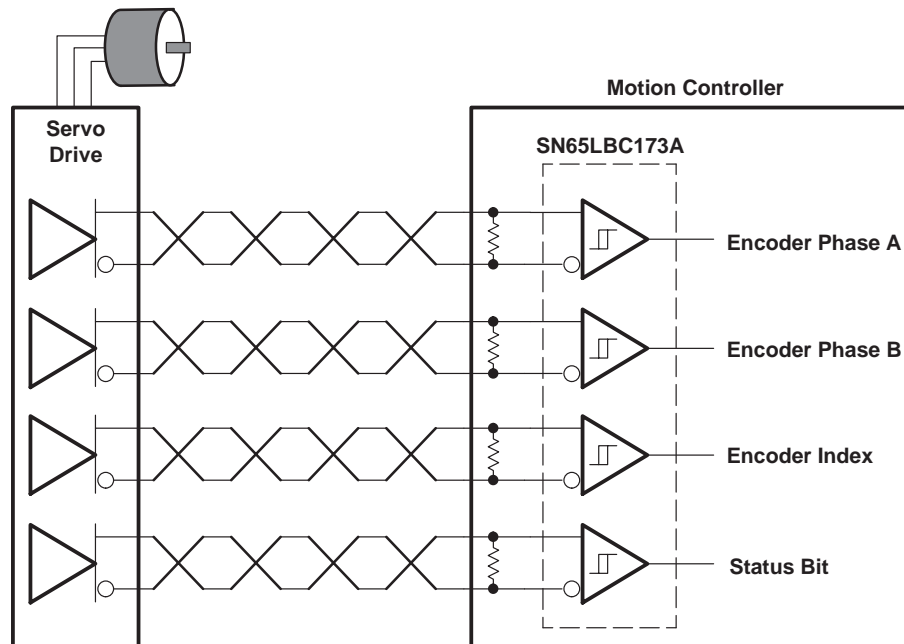 Motion Controller
Servo
Drive
SN65LBC173A
Encoder Phase A
Encoder Phase B
Encoder Index
Status Bit